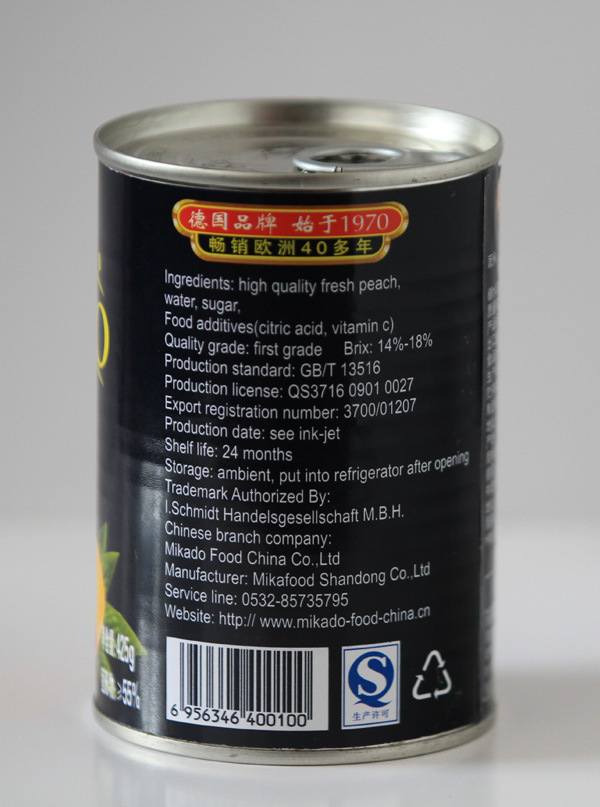 德国品牌 始于1970
畅销欧洲40多年
Ingredients: high quality fresh peach,
water, sugar,
Food additives(citric acid, vitamin c)
Quality grade: first grade Brix: 14%-18%
Production standard: GB/T 13516
Production license: QS3716 0901 0027
Export registration number: 3700/01207
Production date: see ink-jet
Shelf life: 24 months
Storage: ambient, put into refrigerator after opening
Trademark Authorized By:
I.Schmidt Handelsgesellschaft M.B.H.
Chinese branch company:
Mikado Food China Co.,Ltd
Manufacturer: Mikafood Shandong Co.,Ltd
Service line: 0532-85735795
Website: http:// www.mikado-food-china.cn
425g
≥55%
6 956346 400100
QS
生产许可